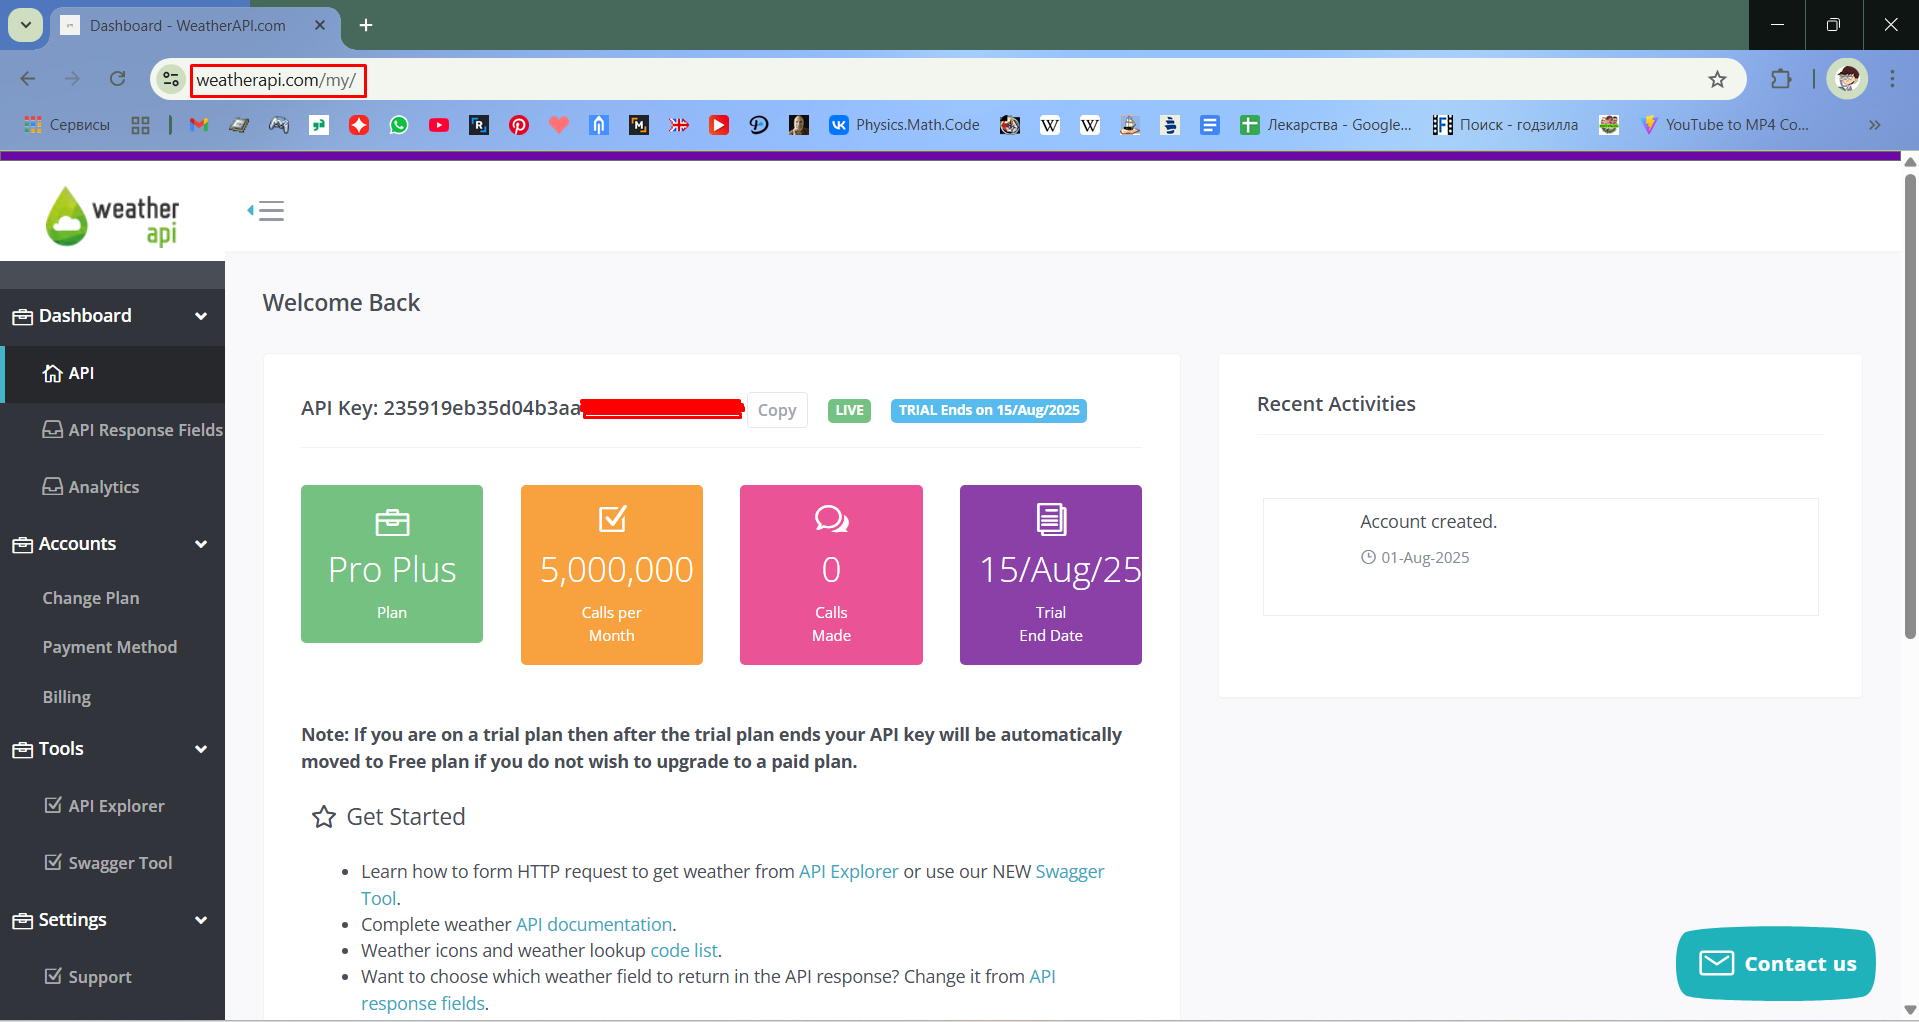 Dashboard - WeatherAPI.com
weatherapi.com/my/
Сервисы
Physics.Math.Code
Лекарства - Google...
Поиск - годзилла
YouTube to MP4 Co...
weather
api
Dashboard
API
API Response Fields
Analytics
Accounts
Change Plan
Payment Method
Billing
Tools
API Explorer
Swagger Tool
Settings
Support
Welcome Back
API Key: 235919eb35d04b3aa
Copy
LIVE
TRIAL Ends on 15/Aug/2025
Pro Plus
Plan
5,000,000
Calls per
Month
0
Calls
Made
15/Aug/25
Trial
End Date
Note: If you are on a trial plan then after the trial plan ends your API key will be automatically
moved to Free plan if you do not wish to upgrade to a paid plan.
Get Started
• Learn how to form HTTP request to get weather from API Explorer or use our NEW Swagger
Tool.
• Complete weather API documentation.
• Weather icons and weather lookup code list.
• Want to choose which weather field to return in the API response? Change it from API
response fields.
Recent Activities
Account created.
01-Aug-2025
Contact us